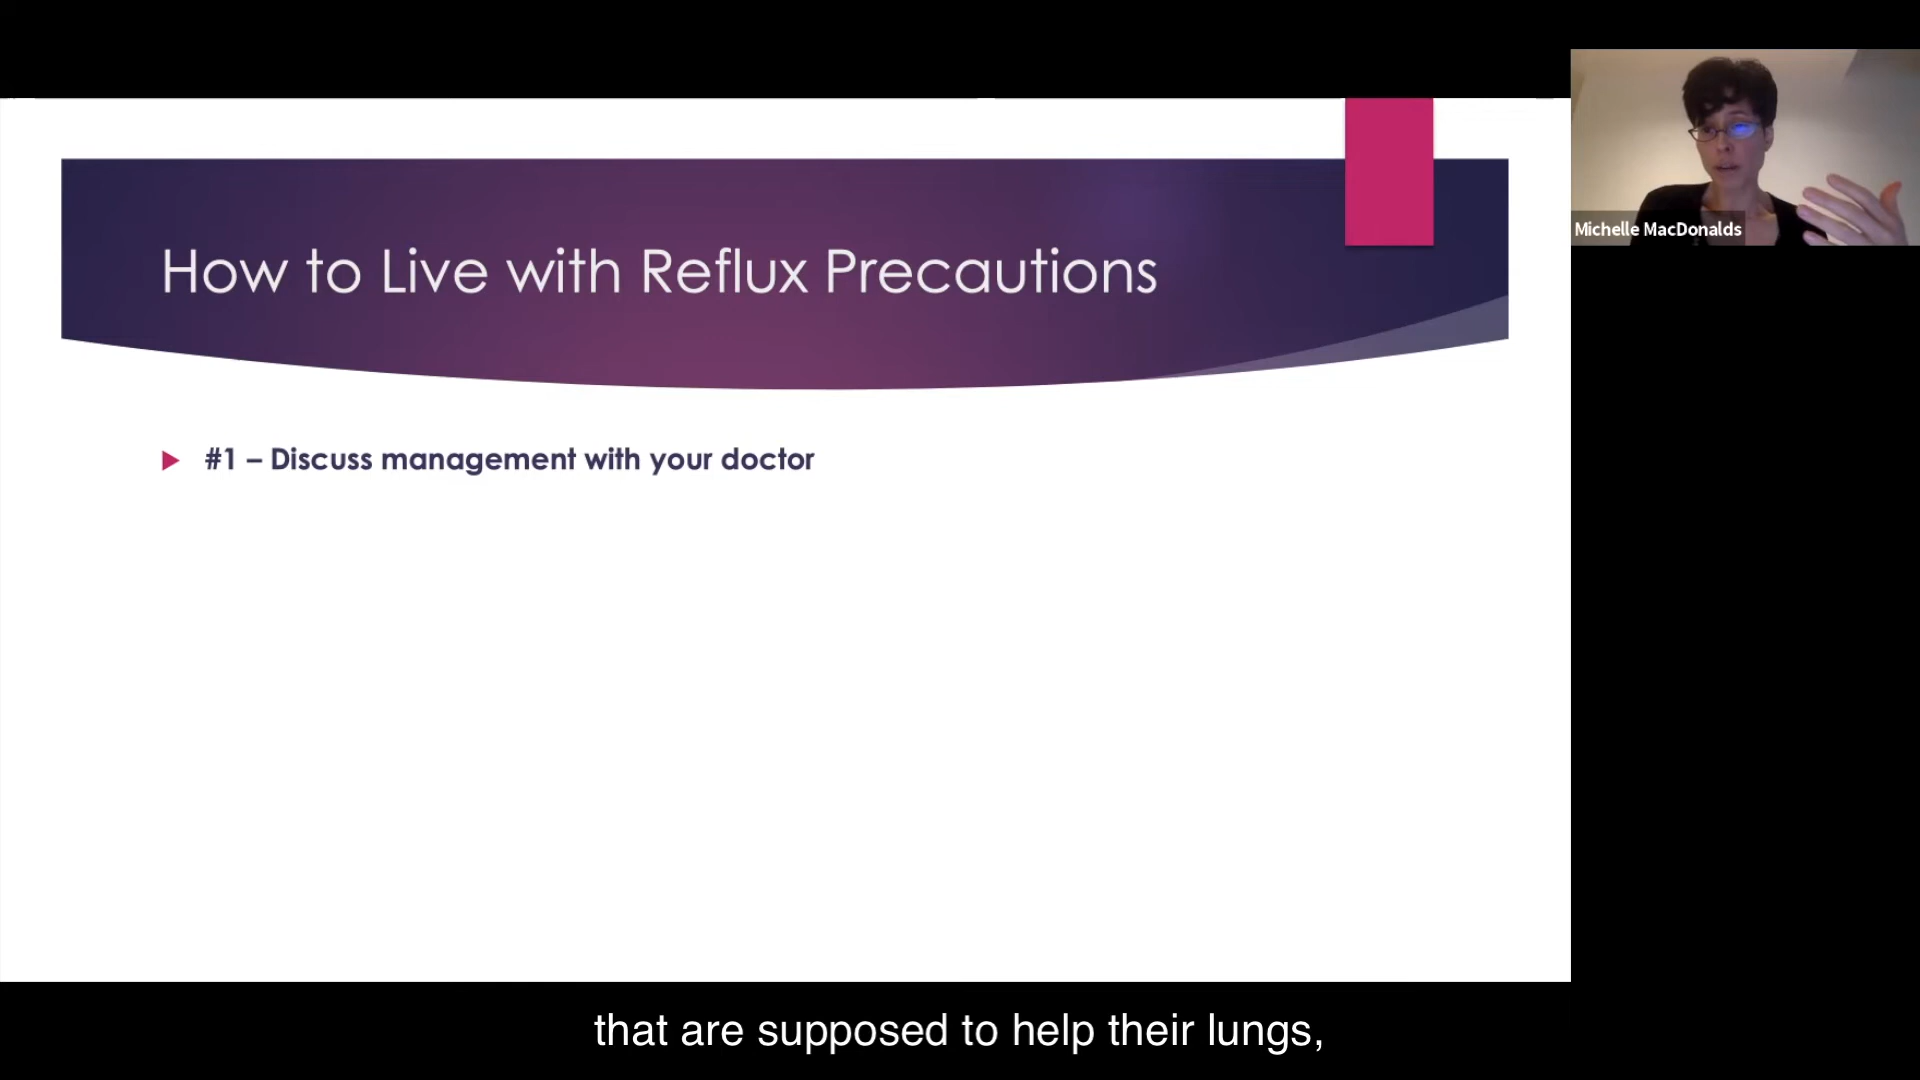 How to Live with Reflux Precautions
Michelle MacDonalds
#1 – Discuss management with your doctor
that are supposed to help their lungs,